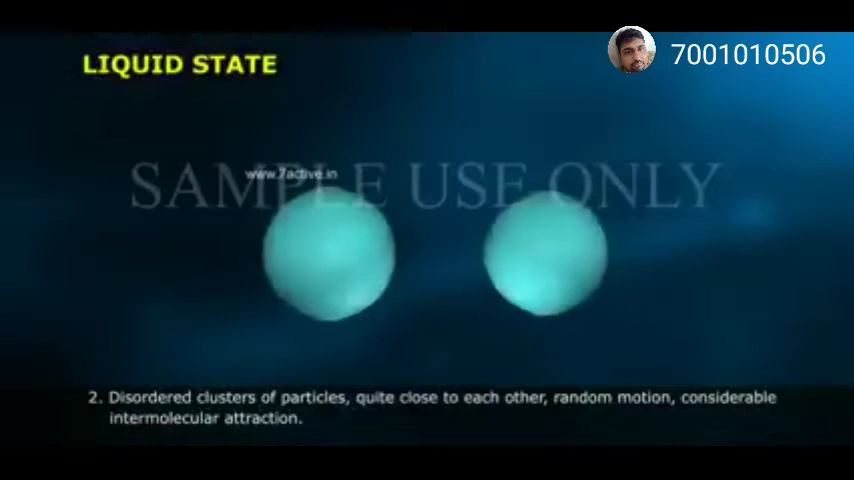 LIQUID STATE
7001010506
www.7active.in
SAMPLE USE ONLY
2. Disordered clusters of particles, quite close to each other, random motion, considerable
intermolecular attraction.